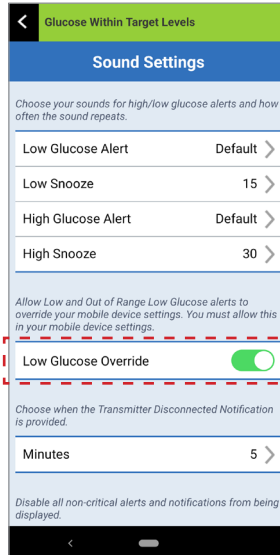 Glucose Within Target Levels
Sound Settings
Choose your sounds for high/low glucose alerts and how
often the sound repeats.
Low Glucose Alert Default
Low Snooze 15
High Glucose Alert Default
High Snooze 30
Allow Low and Out of Range Low Glucose alerts to
override your mobile device settings. You must allow this
in your mobile device settings.
Low Glucose Override
Choose when the Transmitter Disconnected Notification
is provided.
Minutes 5
Disable all non-critical alerts and notifications from being
displayed.